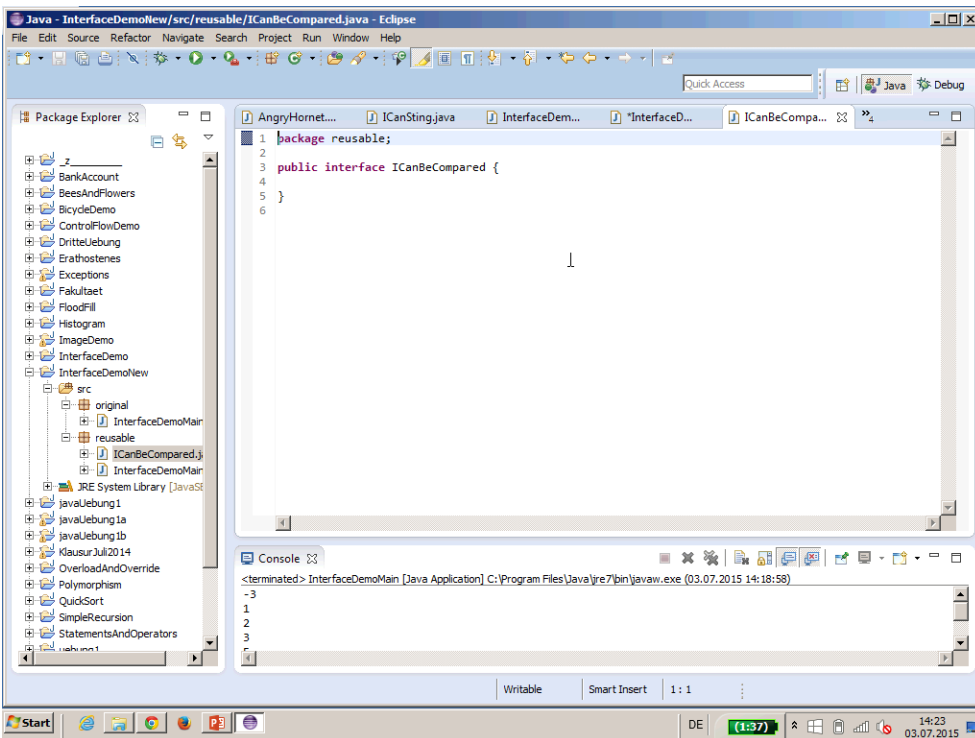 Java - InterfaceDemoNew/src/reusable/ICanBeCompared.java - Eclipse
File Edit Source Refactor Navigate Search Project Run Window Help
Quick Access
Java
Debug
Package Explorer
_z_________
BankAccount
BeesAndFlowers
BicycleDemo
ControlFlowDemo
DritteUebung
Erathostenes
Exceptions
Fakultaet
FloodFill
Histogram
ImageDemo
InterfaceDemo
InterfaceDemoNew
src
original
InterfaceDemoMain
reusable
ICanBeCompared.j
InterfaceDemoMain
JRE System Library [JavaSE
javaUebung1
javaUebung1a
javaUebung1b
KlausurJuli2014
OverloadAndOverride
Polymorphism
QuickSort
SimpleRecursion
StatementsAndOperators
uebung1
AngryHornet.... ICanSting.java InterfaceDem... *InterfaceD... ICanBeCompa... »4
1 package reusable;
2
3 public interface ICanBeCompared {
4
5 }
6
Console
<terminated> InterfaceDemoMain [Java Application] C:\Program Files\Java\jre7\bin\javaw.exe (03.07.2015 14:18:58)
-3
1
2
3
Writable Smart Insert 1 : 1
Start DE (1:37) 14:23
03.07.2015